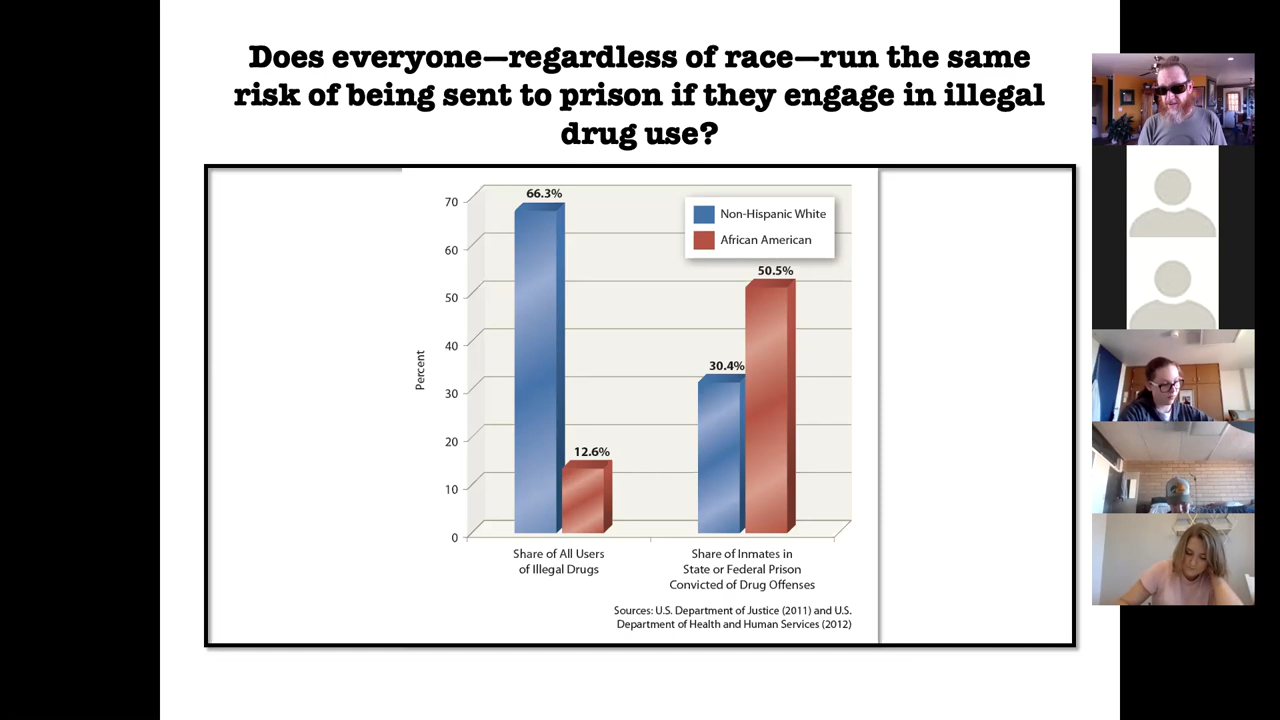 Does everyone—regardless of race—run the same
risk of being sent to prison if they engage in illegal
drug use?
70
60
50
40
30
20
10
0
Percent
66.3%
12.6%
30.4%
50.5%
Non-Hispanic White
African American
Share of All Users
of Illegal Drugs
Share of Inmates in
State or Federal Prison
Convicted of Drug Offenses
Sources: U.S. Department of Justice (2011) and U.S.
Department of Health and Human Services (2012)